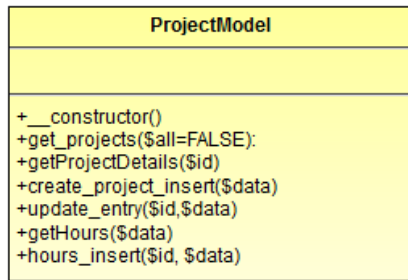 ProjectModel
+__constructor()
+get_projects($all=FALSE):
+getProjectDetails($id)
+create_project_insert($data)
+update_entry($id,$data)
+getHours($data)
+hours_insert($id, $data)